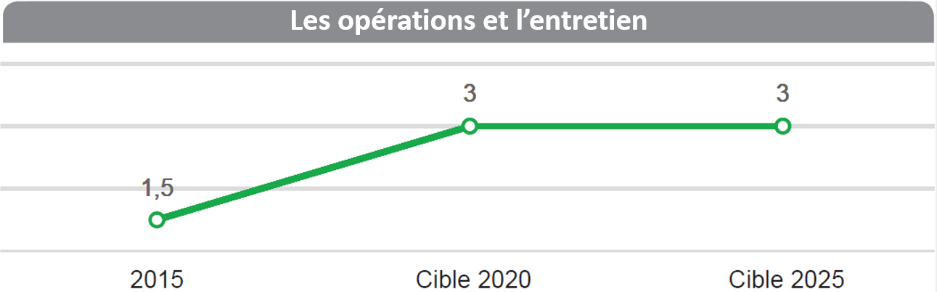 Les opérations et l’entretien
3
3
1,5
2015
Cible 2020
Cible 2025